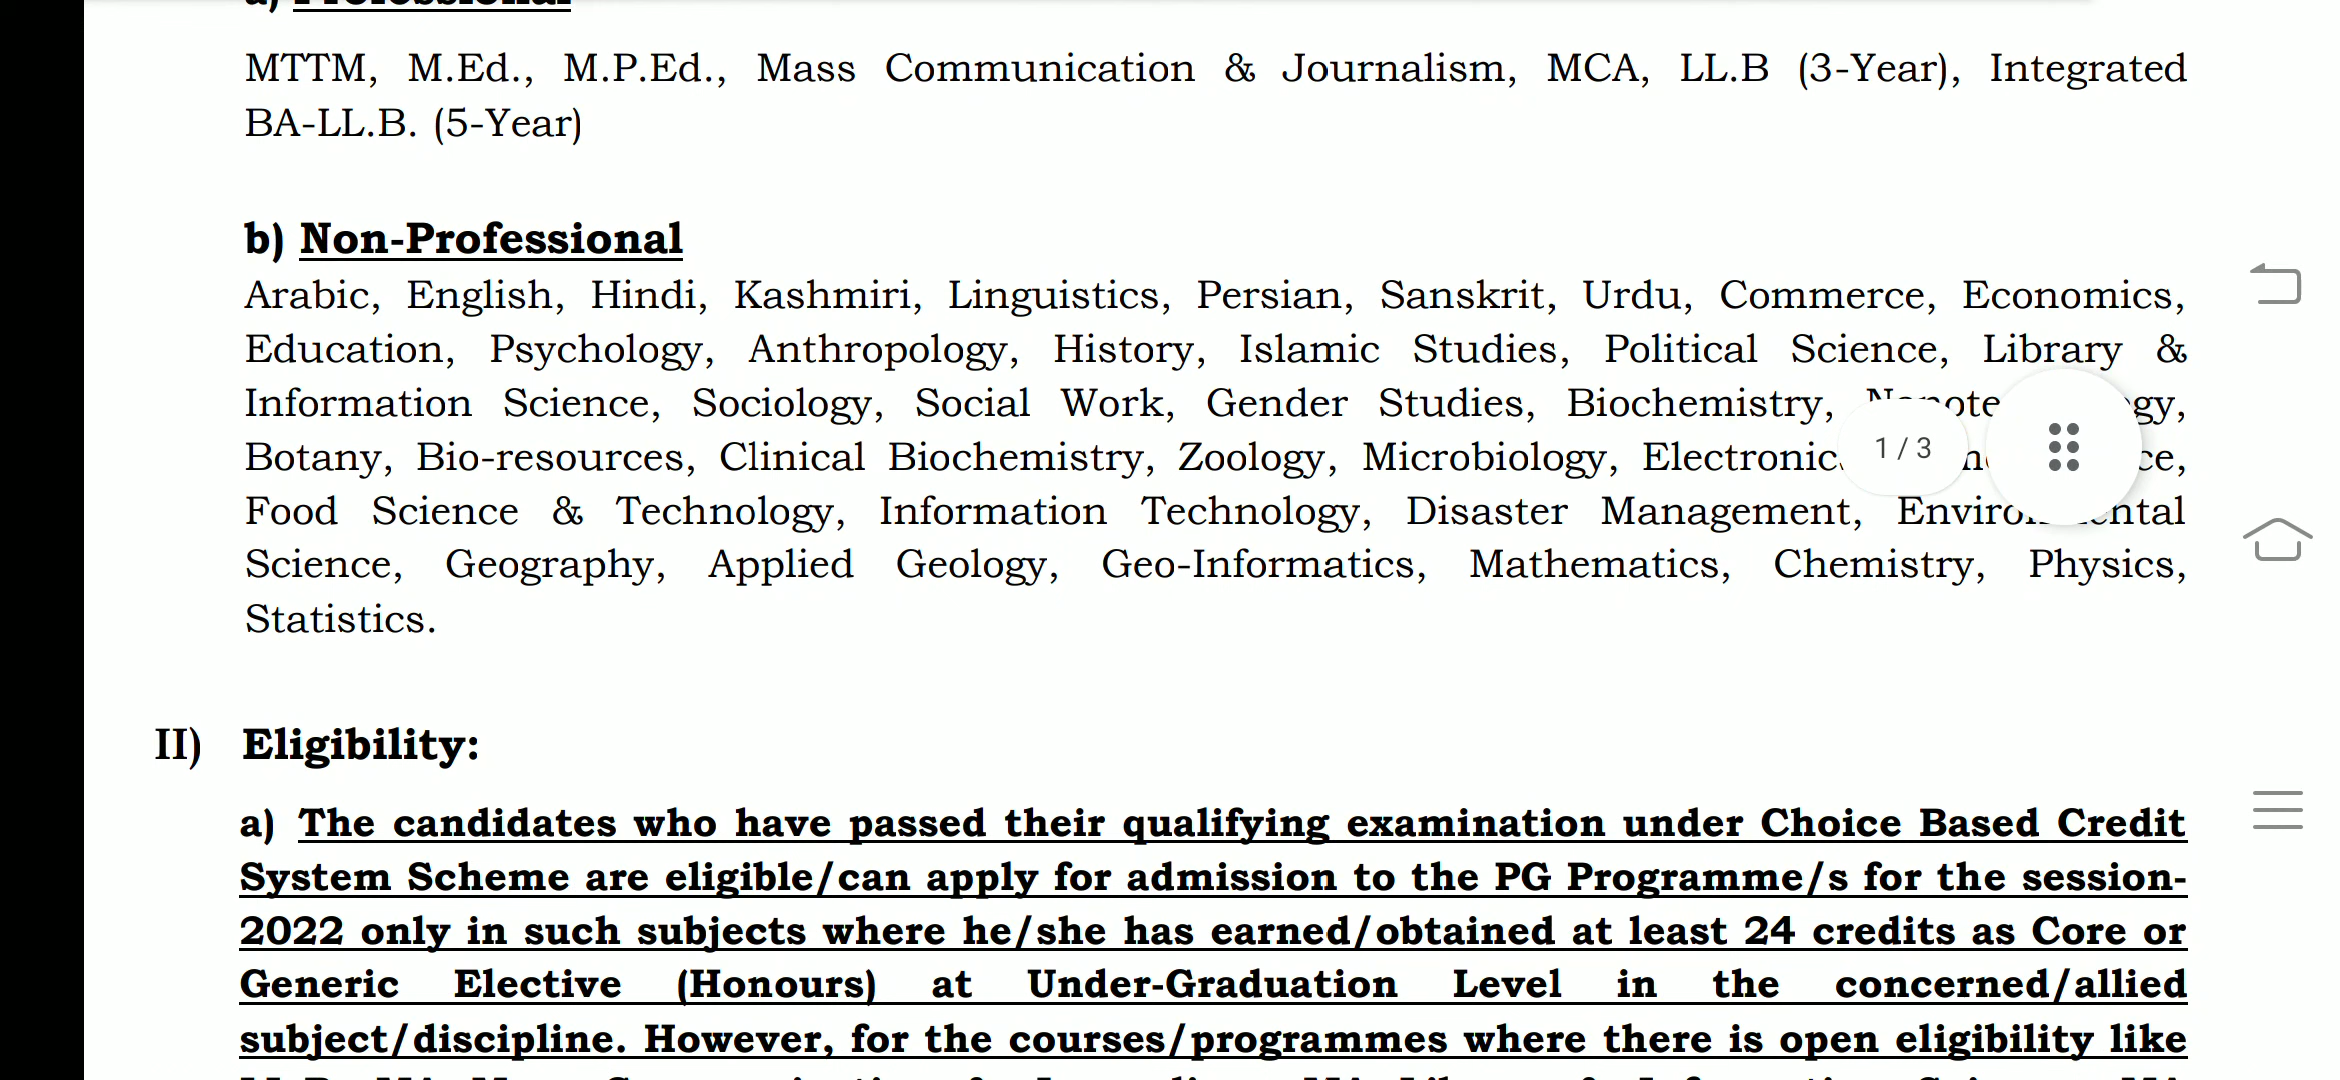 a) Professional
MTTM, M.Ed., M.P.Ed., Mass Communication & Journalism, MCA, LL.B (3-Year), Integrated
BA-LL.B. (5-Year)
b) Non-Professional
Arabic, English, Hindi, Kashmiri, Linguistics, Persian, Sanskrit, Urdu, Commerce, Economics,
Education, Psychology, Anthropology, History, Islamic Studies, Political Science, Library &
Information Science, Sociology, Social Work, Gender Studies, Biochemistry,
Botany, Bio-resources, Clinical Biochemistry, Zoology, Microbiology,
1 / 3
Food Science & Technology, Information Technology, Disaster Management,
Science, Geography, Applied Geology, Geo-Informatics, Mathematics, Chemistry, Physics,
Statistics.
II) Eligibility:
a) The candidates who have passed their qualifying examination under Choice Based Credit
System Scheme are eligible/can apply for admission to the PG Programme/s for the session-
2022 only in such subjects where he/she has earned/obtained at least 24 credits as Core or
Generic Elective (Honours) at Under-Graduation Level in the concerned/allied
subject/discipline. However, for the courses/programmes where there is open eligibility like